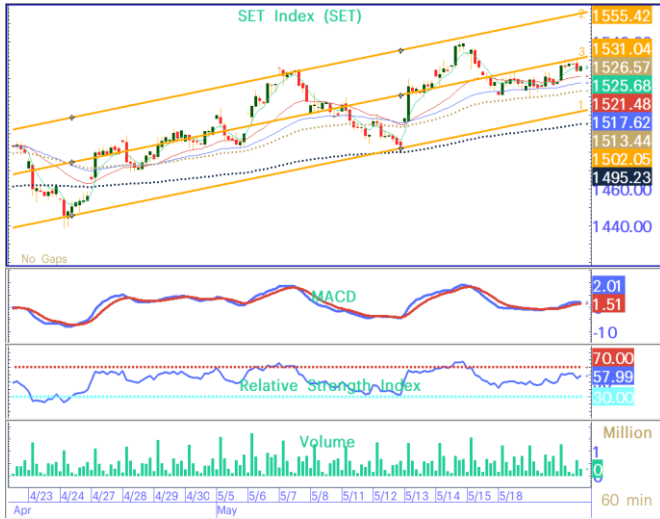 SET Index (SET)
2
1555.42
3
1531.04
1526.57
1525.68
1
1521.48
1517.62
1513.44
1502.05
1495.23
1460.00
1440.00
No Gaps
MACD
2.01
1.51
-10
70.00
57.99
Relative Strength Index
30.00
Volume
Million
1
0
4/23 4/24 4/27 4/28 4/29 4/30 5/5 5/6 5/7 5/8 5/11 5/12 5/13 5/14 5/15 5/18
Apr May
60 min